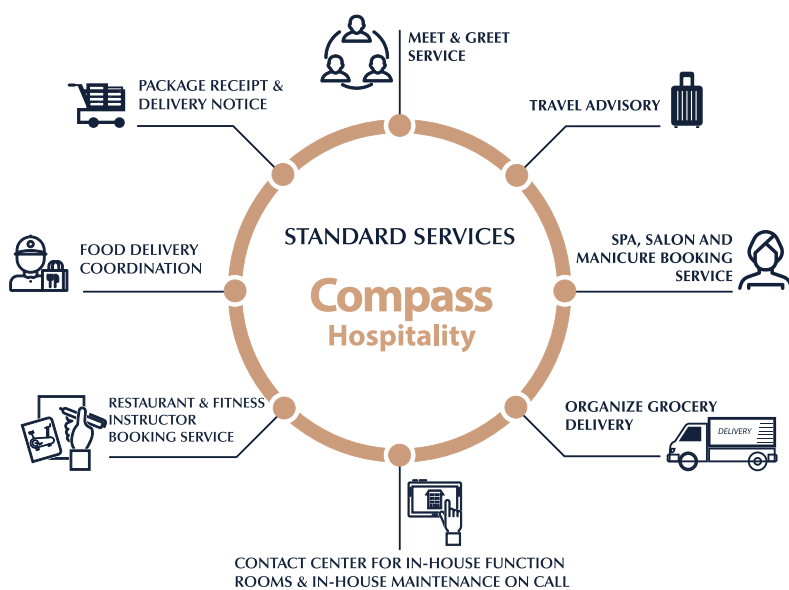 MEET & GREET
SERVICE
PACKAGE RECEIPT &
DELIVERY NOTICE
TRAVEL ADVISORY
STANDARD SERVICES
Compass
Hospitality
FOOD DELIVERY
COORDINATION
SPA, SALON AND
MANICURE BOOKING
SERVICE
RESTAURANT & FITNESS
INSTRUCTOR
BOOKING SERVICE
ORGANIZE GROCERY
DELIVERY
DELIVERY
CONTACT CENTER FOR IN-HOUSE FUNCTION
ROOMS & IN-HOUSE MAINTENANCE ON CALL